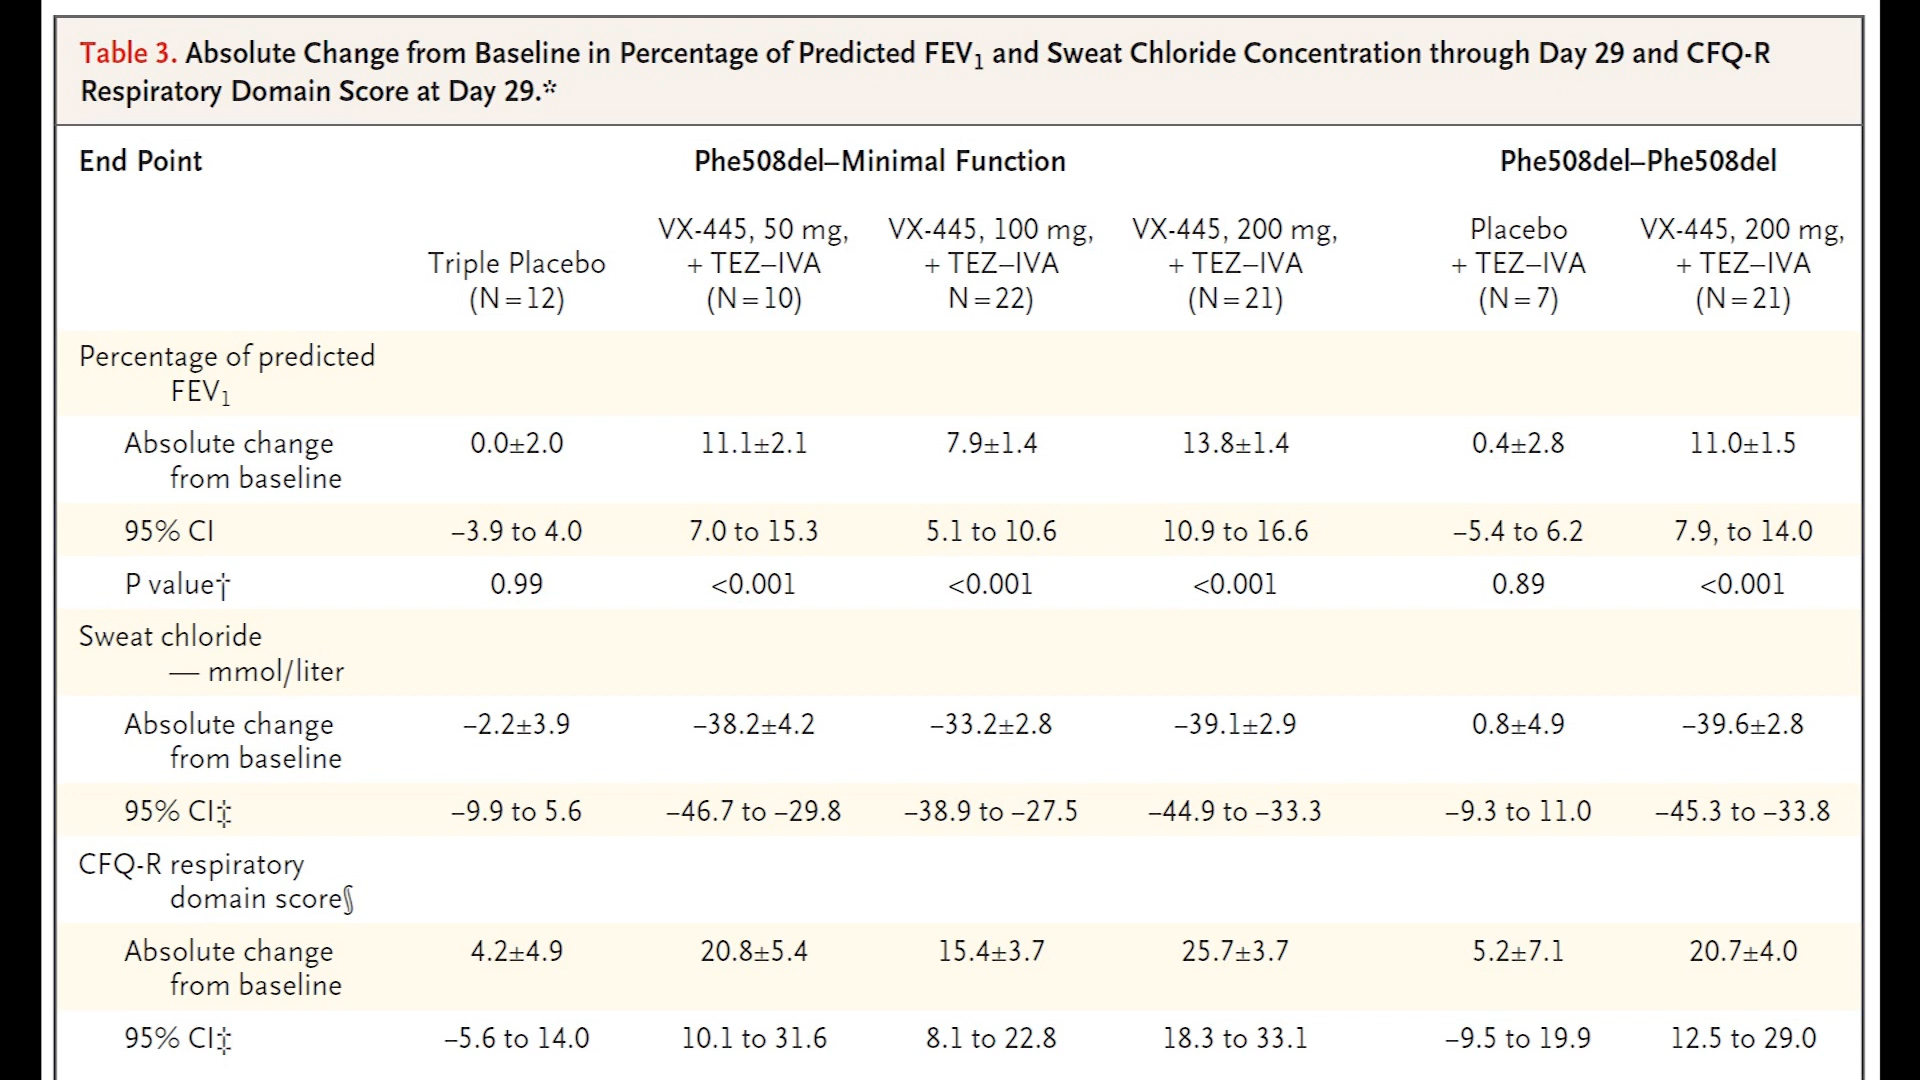 Table 3. Absolute Change from Baseline in Percentage of Predicted FEV1 and Sweat Chloride Concentration through Day 29 and CFQ-R
Respiratory Domain Score at Day 29.*
End Point Phe508del–Minimal Function Phe508del–Phe508del
VX-445, 50 mg, VX-445, 100 mg, VX-445, 200 mg, Placebo VX-445, 200 mg,
Triple Placebo + TEZ–IVA + TEZ–IVA + TEZ–IVA + TEZ–IVA + TEZ–IVA
(N=12) (N=10) N=22) (N=21) (N=7) (N=21)
Percentage of predicted
FEV1
Absolute change 0.0±2.0 11.1±2.1 7.9±1.4 13.8±1.4 0.4±2.8 11.0±1.5
from baseline
95% CI –3.9 to 4.0 7.0 to 15.3 5.1 to 10.6 10.9 to 16.6 –5.4 to 6.2 7.9, to 14.0
P value† 0.99 <0.001 <0.001 <0.001 0.89 <0.001
Sweat chloride
— mmol/liter
Absolute change –2.2±3.9 –38.2±4.2 –33.2±2.8 –39.1±2.9 0.8±4.9 –39.6±2.8
from baseline
95% CI‡ –9.9 to 5.6 –46.7 to –29.8 –38.9 to –27.5 –44.9 to –33.3 –9.3 to 11.0 –45.3 to –33.8
CFQ-R respiratory
domain score§
Absolute change 4.2±4.9 20.8±5.4 15.4±3.7 25.7±3.7 5.2±7.1 20.7±4.0
from baseline
95% CI‡ –5.6 to 14.0 10.1 to 31.6 8.1 to 22.8 18.3 to 33.1 –9.5 to 19.9 12.5 to 29.0